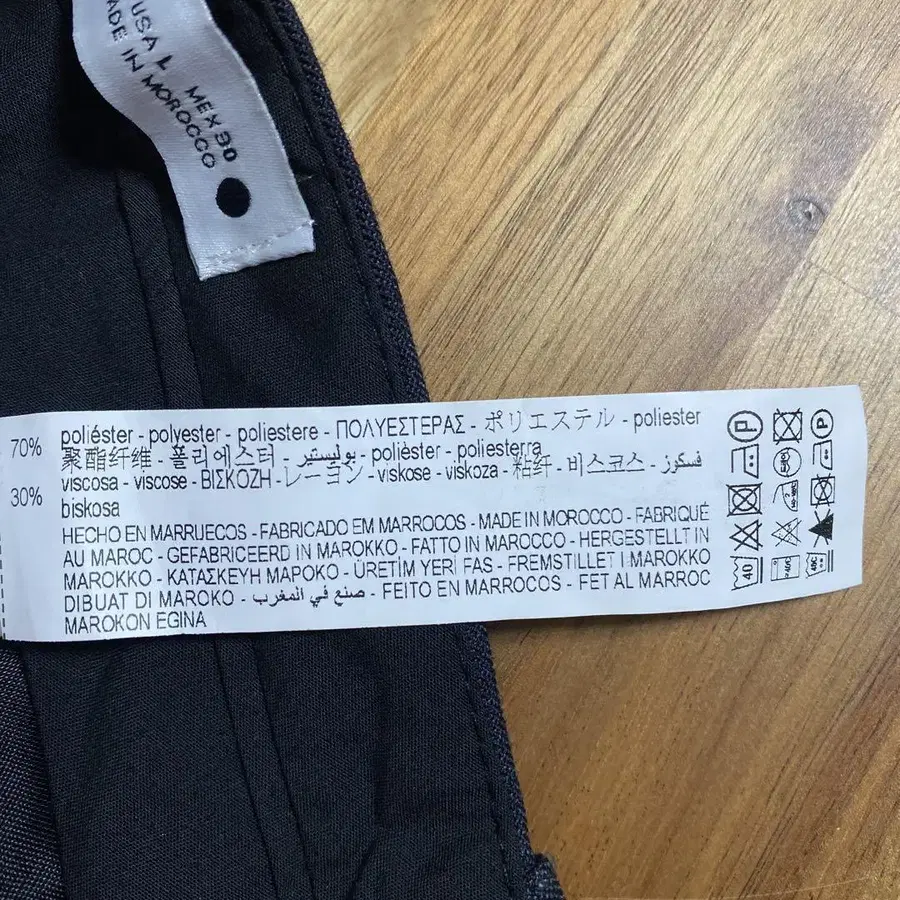 USA L MEX 30
MADE IN MOROCCO
70% poliéster - polyester - poliestere - ΠΟΛΥΕΣΤΕΡΑΣ - ポリエステル - poliester
聚酯纤维 - 폴리에스터 - بوليستير - polièster - poliesterra
30% viscosa - viscose - ΒΙΣΚΟΖΗ - レーヨン - viskose - viskoza - 粘纤 - 비스코스 - فسكوز
biskosa
HECHO EN MARRUECOS - FABRICADO EM MARROCOS - MADE IN MOROCCO - FABRIQUÉ
AU MAROC - GEFABRICEERD IN MAROKKO - FATTO IN MAROCCO - HERGESTELLT IN
MAROKKO - ΚΑΤΑΣΚΕΥΗ ΜΑΡΟΚΟ - ÜRETİM YERİ FAS - FREMSTILLET I MAROKKO
DIBUAT DI MAROKO - صنع في المغرب - FEITO EN MARROCOS - FET AL MARROC
MAROKON EGINA
P P
40